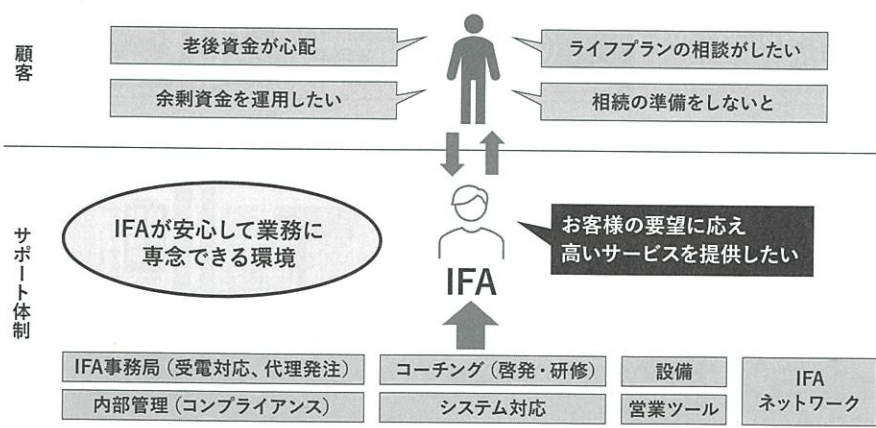 顧客
老後資金が心配
ライフプランの相談がしたい
余剰資金を運用したい
相続の準備をしないと
サポート体制
IFAが安心して業務に
専念できる環境
お客様の要望に応え
高いサービスを提供したい
IFA
IFA事務局（受電対応、代理発注）
コーチング（啓発・研修）
設備
IFA
ネットワーク
内部管理（コンプライアンス）
システム対応
営業ツール